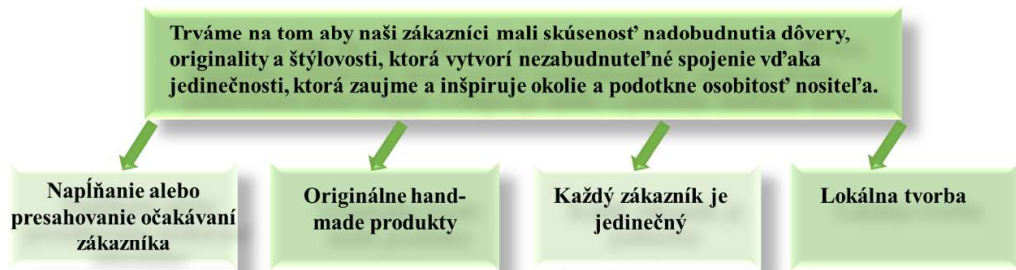 Trváme na tom aby naši zákazníci mali skúsenosť nadobudnutia dôvery,
originality a štýlovosti, ktorá vytvorí nezabudnuteľné spojenie vďaka
jedinečnosti, ktorá zaujme a inšpiruje okolie a podotkne osobitosť nositeľa.
Napĺňanie alebo
presahovanie očakávaní
zákazníka
Originálne hand-
made produkty
Každý zákazník je
jedinečný
Lokálna tvorba